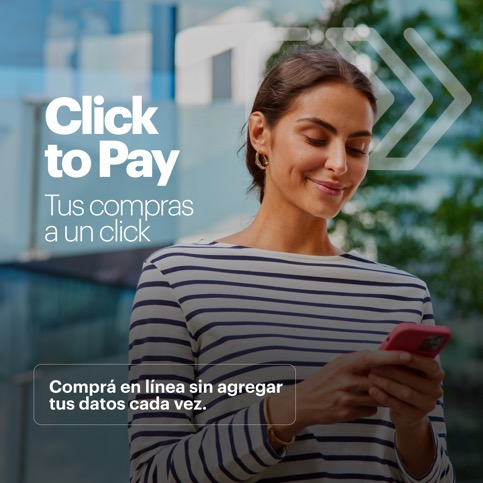 Click
to Pay
Tus compras
a un click
Comprá en línea sin agregar
tus datos cada vez.